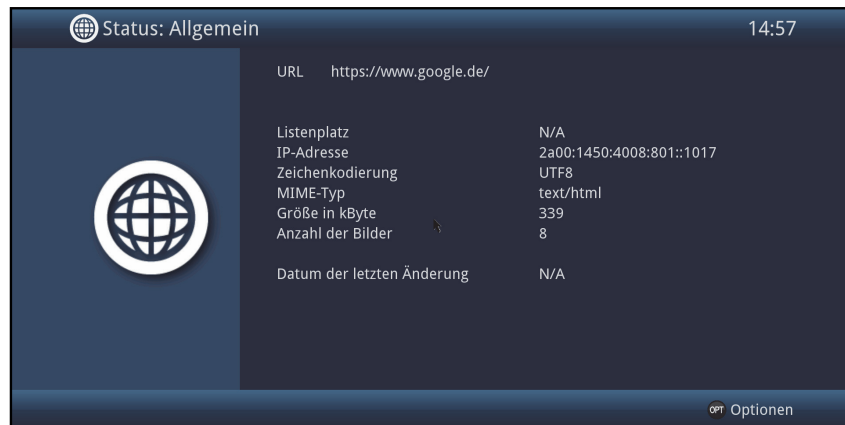 Status: Allgemein 14:57
URL https://www.google.de/
Listenplatz N/A
IP-Adresse 2a00:1450:4008:801::1017
Zeichenkodierung UTF8
MIME-Typ text/html
Größe in kByte 339
Anzahl der Bilder 8
Datum der letzten Änderung N/A
OPT Optionen